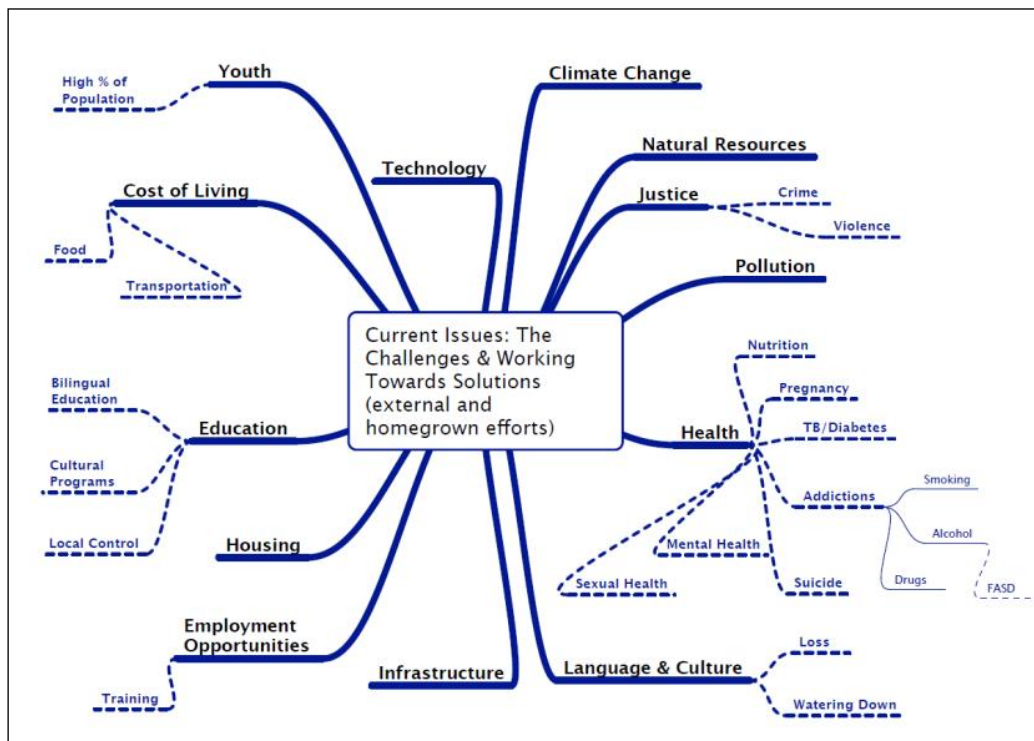 Current Issues: The
Challenges & Working
Towards Solutions
(external and
homegrown efforts)
Youth
High % of
Population
Technology
Cost of Living
Food
Transportation
Education
Bilingual
Education
Cultural
Programs
Local Control
Housing
Employment
Opportunities
Training
Infrastructure
Climate Change
Natural Resources
Justice
Crime
Violence
Pollution
Health
Nutrition
Pregnancy
TB/Diabetes
Addictions
Smoking
Alcohol
FASD
Drugs
Suicide
Mental Health
Sexual Health
Language & Culture
Loss
Watering Down